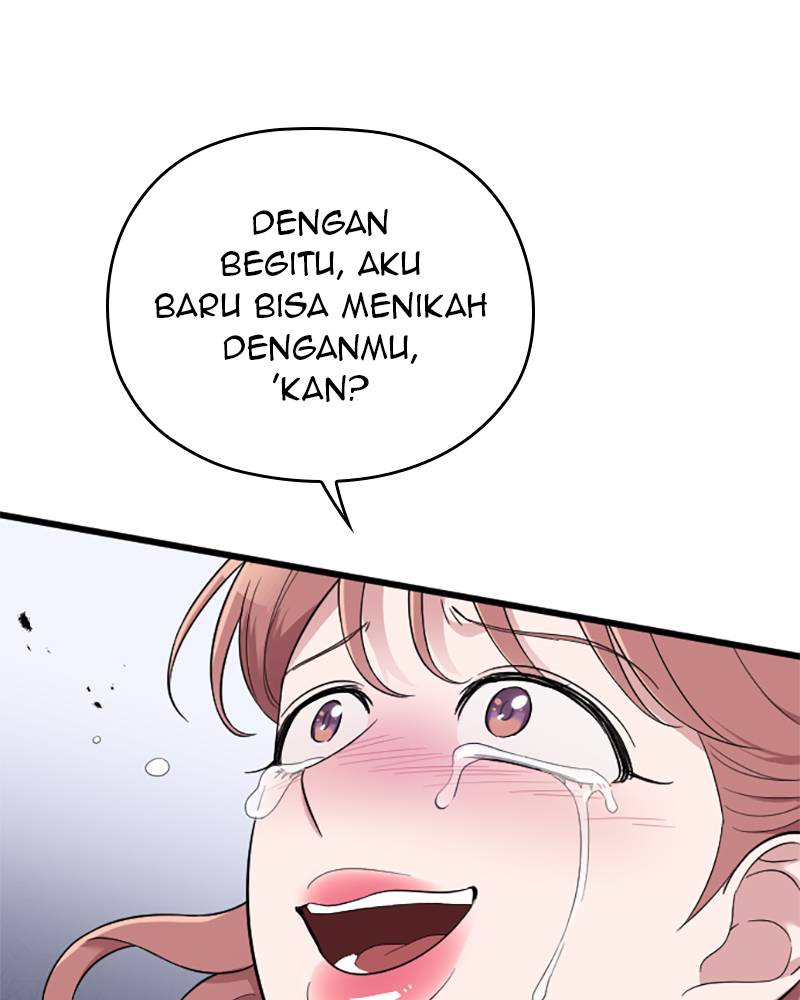 DENGAN
BEGITU, AKU
BARU BISA MENIKAH
DENGANMU,
'KAN?